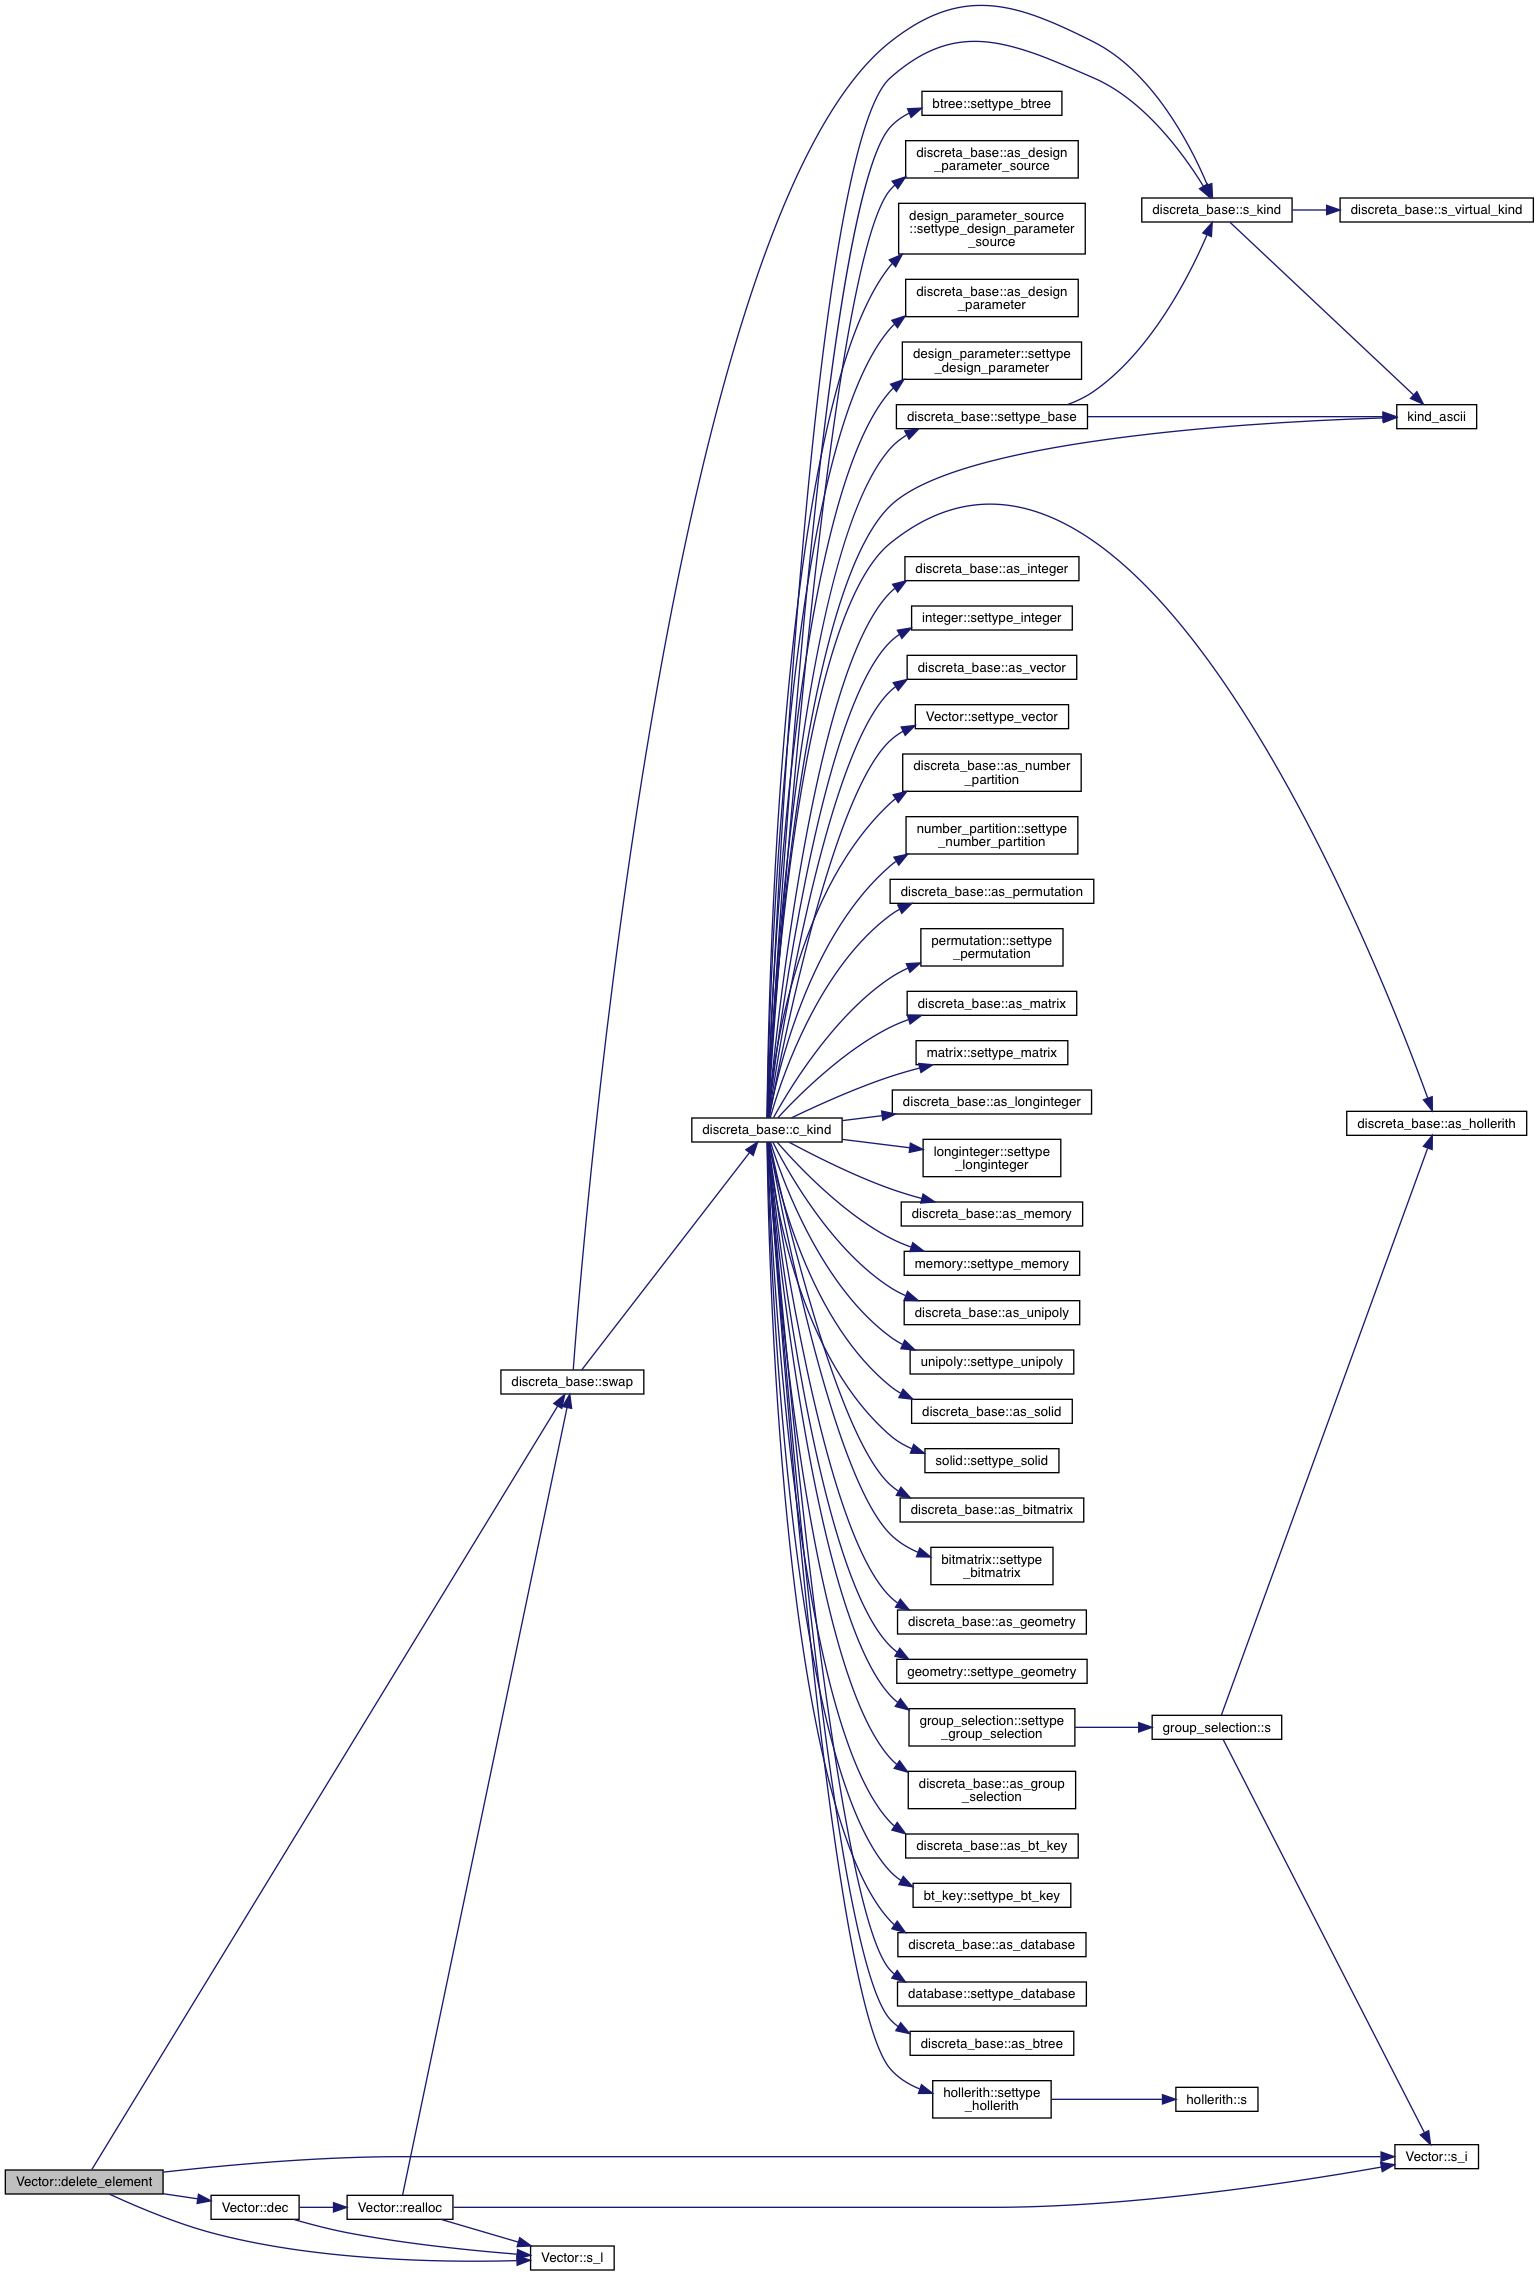 btree::settype_btree
discreta_base::as_design
_parameter_source
design_parameter_source
::settype_design_parameter
_source
discreta_base::s_kind
discreta_base::s_virtual_kind
discreta_base::as_design
_parameter
design_parameter::settype
_design_parameter
discreta_base::settype_base
kind_ascii
discreta_base::as_integer
integer::settype_integer
discreta_base::as_vector
Vector::settype_vector
discreta_base::as_number
_partition
number_partition::settype
_number_partition
discreta_base::as_permutation
permutation::settype
_permutation
discreta_base::as_matrix
matrix::settype_matrix
discreta_base::as_longinteger
discreta_base::c_kind
discreta_base::as_hollerith
longinteger::settype
_longinteger
discreta_base::as_memory
memory::settype_memory
discreta_base::as_unipoly
unipoly::settype_unipoly
discreta_base::swap
discreta_base::as_solid
solid::settype_solid
discreta_base::as_bitmatrix
bitmatrix::settype
_bitmatrix
discreta_base::as_geometry
geometry::settype_geometry
group_selection::settype
_group_selection
group_selection::s
discreta_base::as_group
_selection
discreta_base::as_bt_key
bt_key::settype_bt_key
discreta_base::as_database
database::settype_database
discreta_base::as_btree
hollerith::settype
_hollerith
hollerith::s
Vector::s_i
Vector::delete_element
Vector::dec
Vector::realloc
Vector::s_l